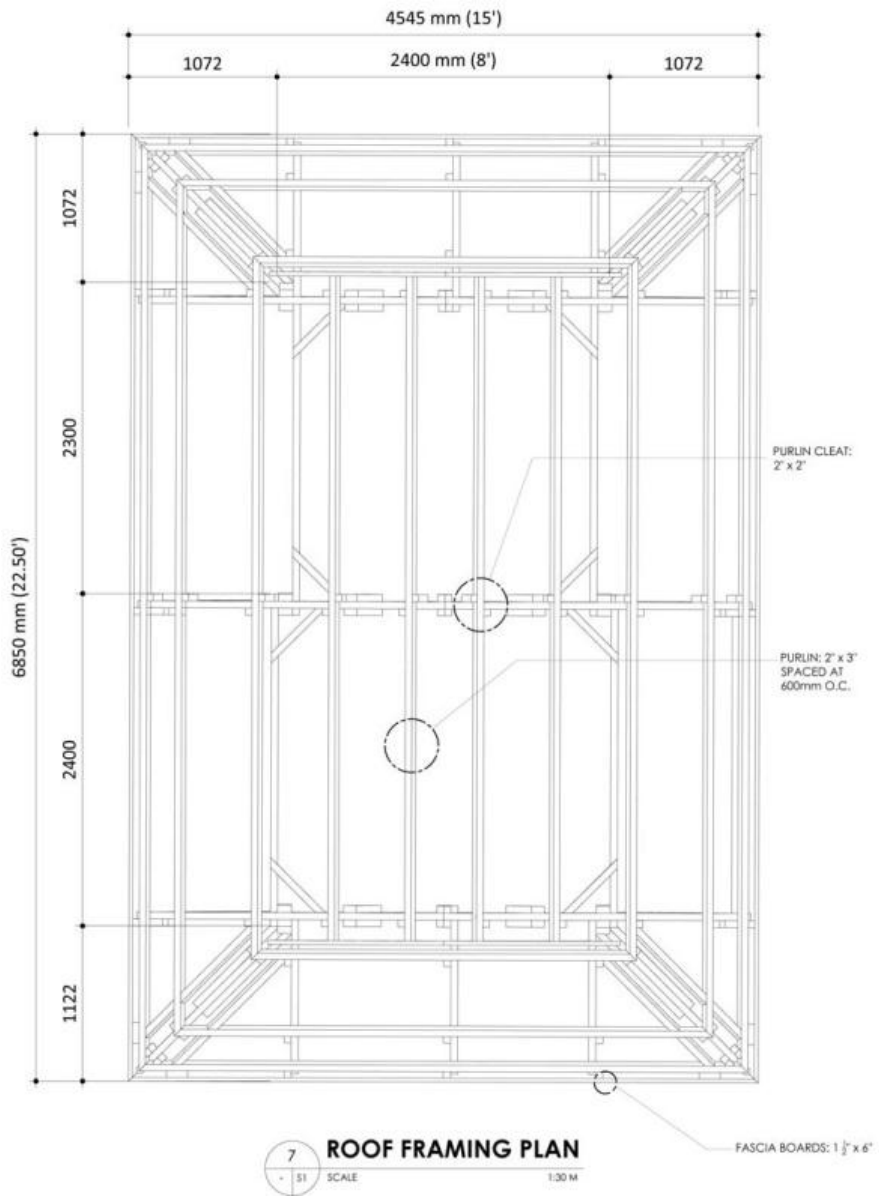 4545 mm (15')
1072
2400 mm (8')
1072
1072
2300
6850 mm (22.50')
2400
1122
PURLIN CLEAT:
2" x 2"
PURLIN: 2" x 3"
SPACED AT
600mm O.C.
FASCIA BOARDS: 1 ½" x 6"
7
- S1
ROOF FRAMING PLAN
SCALE 1:30 M